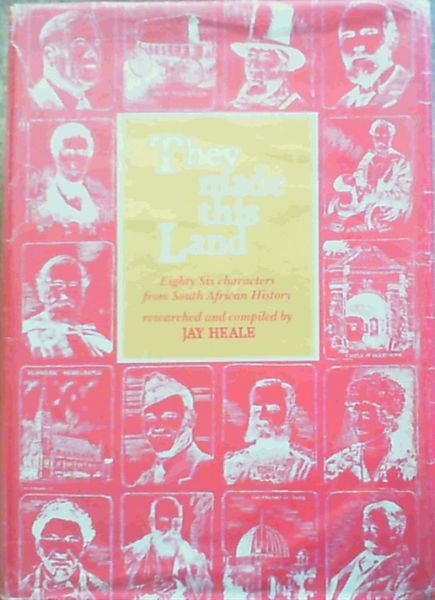 They
made
this
Land
Eighty Six characters
from South African History
researched and compiled by
JAY HEALE